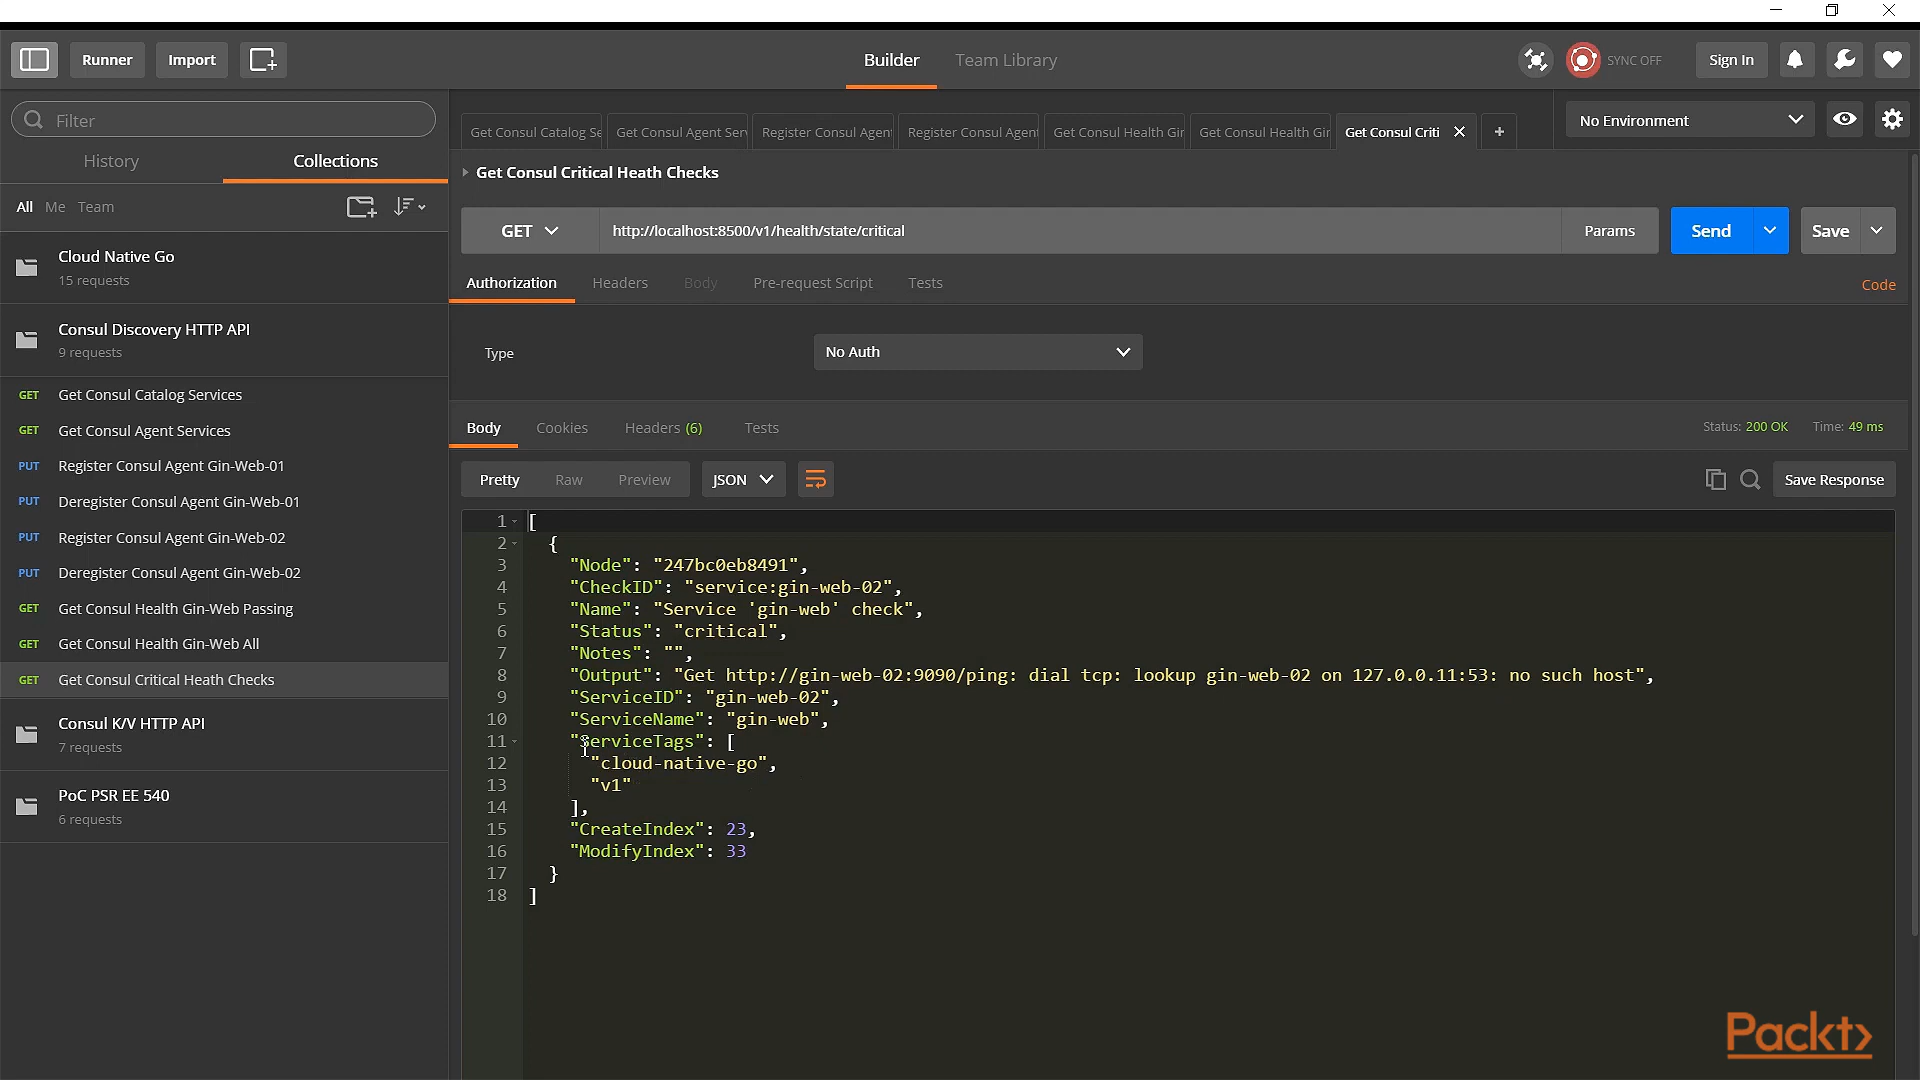 Runner
Import
Builder
Team Library
SYNC OFF
Sign In
Filter
History
Collections
All Me Team
Cloud Native Go
15 requests
Consul Discovery HTTP API
9 requests
GET Get Consul Catalog Services
GET Get Consul Agent Services
PUT Register Consul Agent Gin-Web-01
PUT Deregister Consul Agent Gin-Web-01
PUT Register Consul Agent Gin-Web-02
PUT Deregister Consul Agent Gin-Web-02
GET Get Consul Health Gin-Web Passing
GET Get Consul Health Gin-Web All
GET Get Consul Critical Heath Checks
Consul K/V HTTP API
7 requests
PoC PSR EE 540
6 requests
Get Consul Catalog Se
Get Consul Agent Serv
Register Consul Agent
Register Consul Agent
Get Consul Health Gin
Get Consul Health Gin
Get Consul Criti
No Environment
Get Consul Critical Heath Checks
GET http://localhost:8500/v1/health/state/critical Params Send Save
Authorization Headers Body Pre-request Script Tests Code
Type No Auth
Body Cookies Headers (6) Tests Status: 200 OK Time: 49 ms
Pretty Raw Preview JSON Save Response
1 [
2 {
3 "Node": "247bc0eb8491",
4 "CheckID": "service:gin-web-02",
5 "Name": "Service 'gin-web' check",
6 "Status": "critical",
7 "Notes": "",
8 "Output": "Get http://gin-web-02:9090/ping: dial tcp: lookup gin-web-02 on 127.0.0.11:53: no such host",
9 "ServiceID": "gin-web-02",
10 "ServiceName": "gin-web",
11 "ServiceTags": [
12 "cloud-native-go",
13 "v1"
14 ],
15 "CreateIndex": 23,
16 "ModifyIndex": 33
17 }
18 ]
Packt>